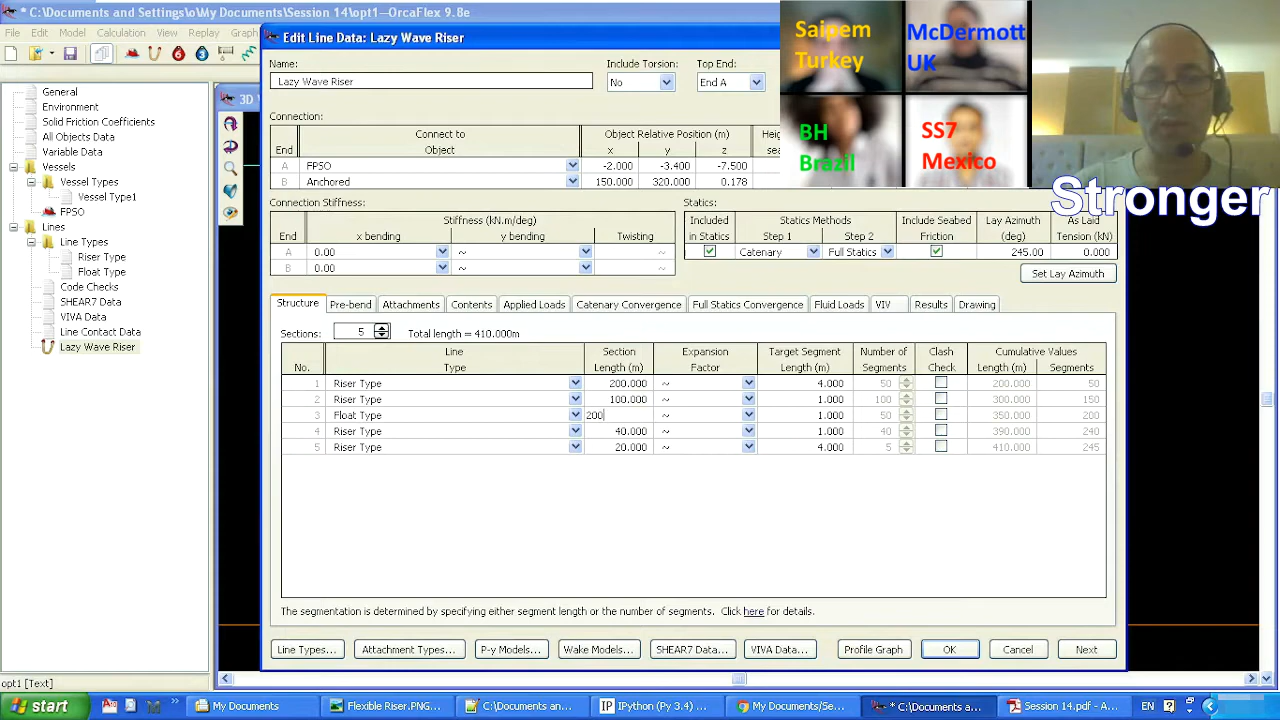 * C:\Documents and Settings\o\My Documents\Session 14\opt1--OrcaFlex 9.8e
File Edit Model Calculation View Replay Graph
General
Environment
Solid Friction Coefficients
All Objects Data
Variable Data
Vessels
Vessel Types
Vessel Type1
FPSO
Lines
Line Types
Riser Type
Float Type
Code Checks
SHEAR7 Data
VIVA Data
Line Contact Data
Lazy Wave Riser
opt1 [Text]
3D
Edit Line Data: Lazy Wave Riser
Name: Include Torsion: Top End:
Lazy Wave Riser No End A
Connection:
Connect to Object Relative Position (m)
End Object x y z
A FPSO -2.000 -3.400 -7.500
B Anchored 150.000 320.000 0.178
Connection Stiffness:
Stiffness (kN.m/deg)
End x bending y bending Twisting
A 0.00 ~ ~
B 0.00 ~ ~
Statics:
Included Statics Methods Include Seabed Lay Azimuth As Laid
in Statics Step 1 Step 2 Friction (deg) Tension (kN)
Catenary Full Statics 245.00 0.000
Set Lay Azimuth
Structure Pre-bend Attachments Contents Applied Loads Catenary Convergence Full Statics Convergence Fluid Loads VIV Results Drawing
Sections: 5 Total length = 410.000m
Line Section Expansion Target Segment Number of Clash Cumulative Values
No. Type Length (m) Factor Length (m) Segments Check Length (m) Segments
1 Riser Type 200.000 ~ 4.000 50 200.000 50
2 Riser Type 100.000 ~ 1.000 100 300.000 150
3 Float Type 200 ~ 1.000 50 350.000 200
4 Riser Type 40.000 ~ 1.000 40 390.000 240
5 Riser Type 20.000 ~ 4.000 5 410.000 245
The segmentation is determined by specifying either segment length or the number of segments. Click here for details.
Line Types... Attachment Types... P-y Models... Wake Models... SHEAR7 Data... VIVA Data... Profile Graph OK Cancel Next
Saipem
Turkey
McDermott
UK
BH
Brazil
SS7
Mexico
Stronger
start My Documents Flexible Riser.PNG... C:\Documents and ... IPython (Py 3.4) ... My Documents/Se... * C:\Documents a... Session 14.pdf - A... EN